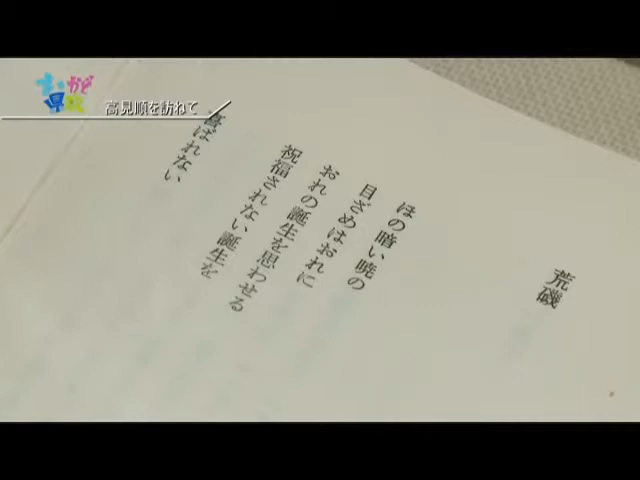 高見順を訪ねて
荒磯
ほの暗い暁の
目ざめはおれに
おれの誕生を思わせる
祝福されない誕生を
喜ばれない